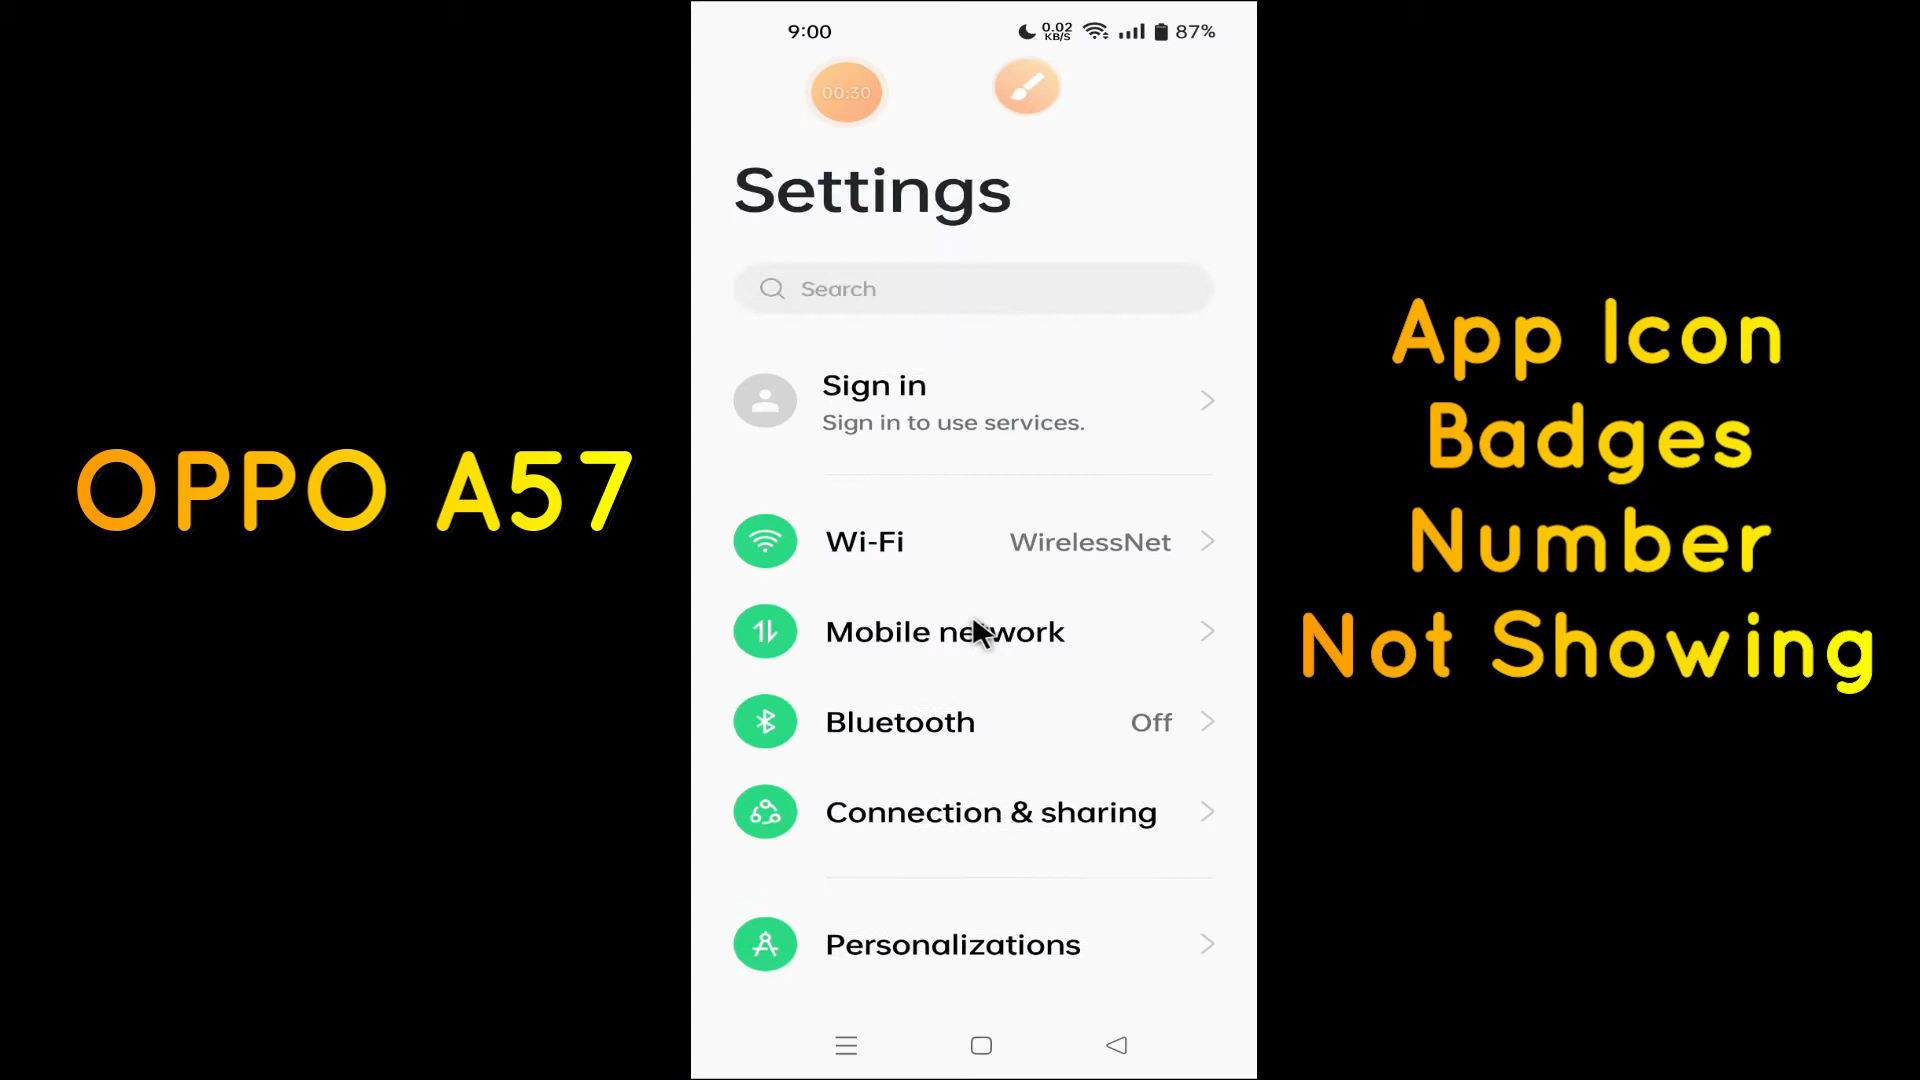 OPPO A57
9:00
0.02
KB/S
87%
00:30
Settings
Search
Sign in
Sign in to use services.
Wi-Fi WirelessNet
Mobile network
Bluetooth Off
Connection & sharing
Personalizations
App Icon
Badges
Number
Not Showing